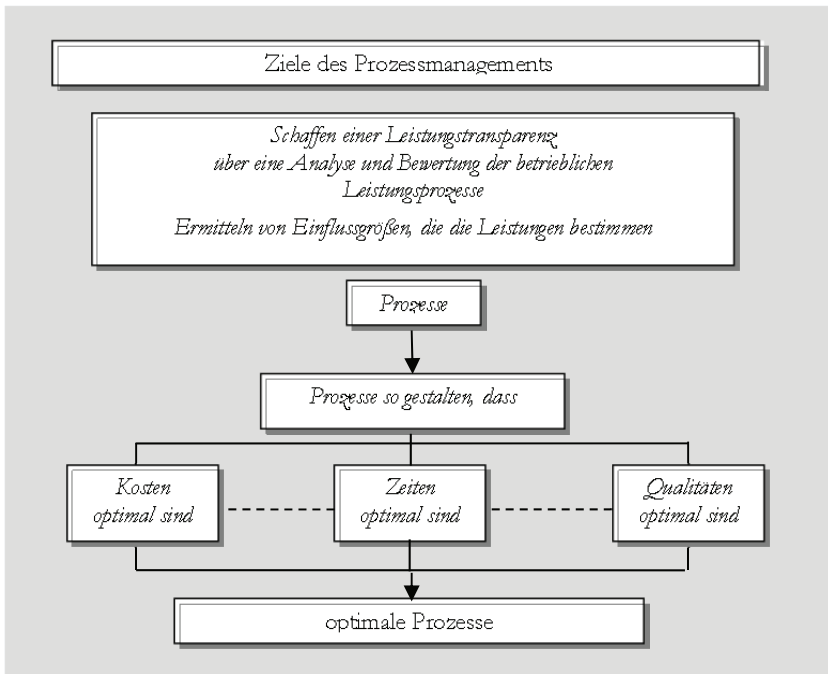 Ziele des Prozessmanagements
Schaffen einer Leistungstransparenz
über eine Analyse und Bewertung der betrieblichen
Leistungsprozesse
Ermitteln von Einflussgrößen, die die Leistungen bestimmen
Prozesse
Prozesse so gestalten, dass
Kosten
optimal sind
Zeiten
optimal sind
Qualitäten
optimal sind
optimale Prozesse